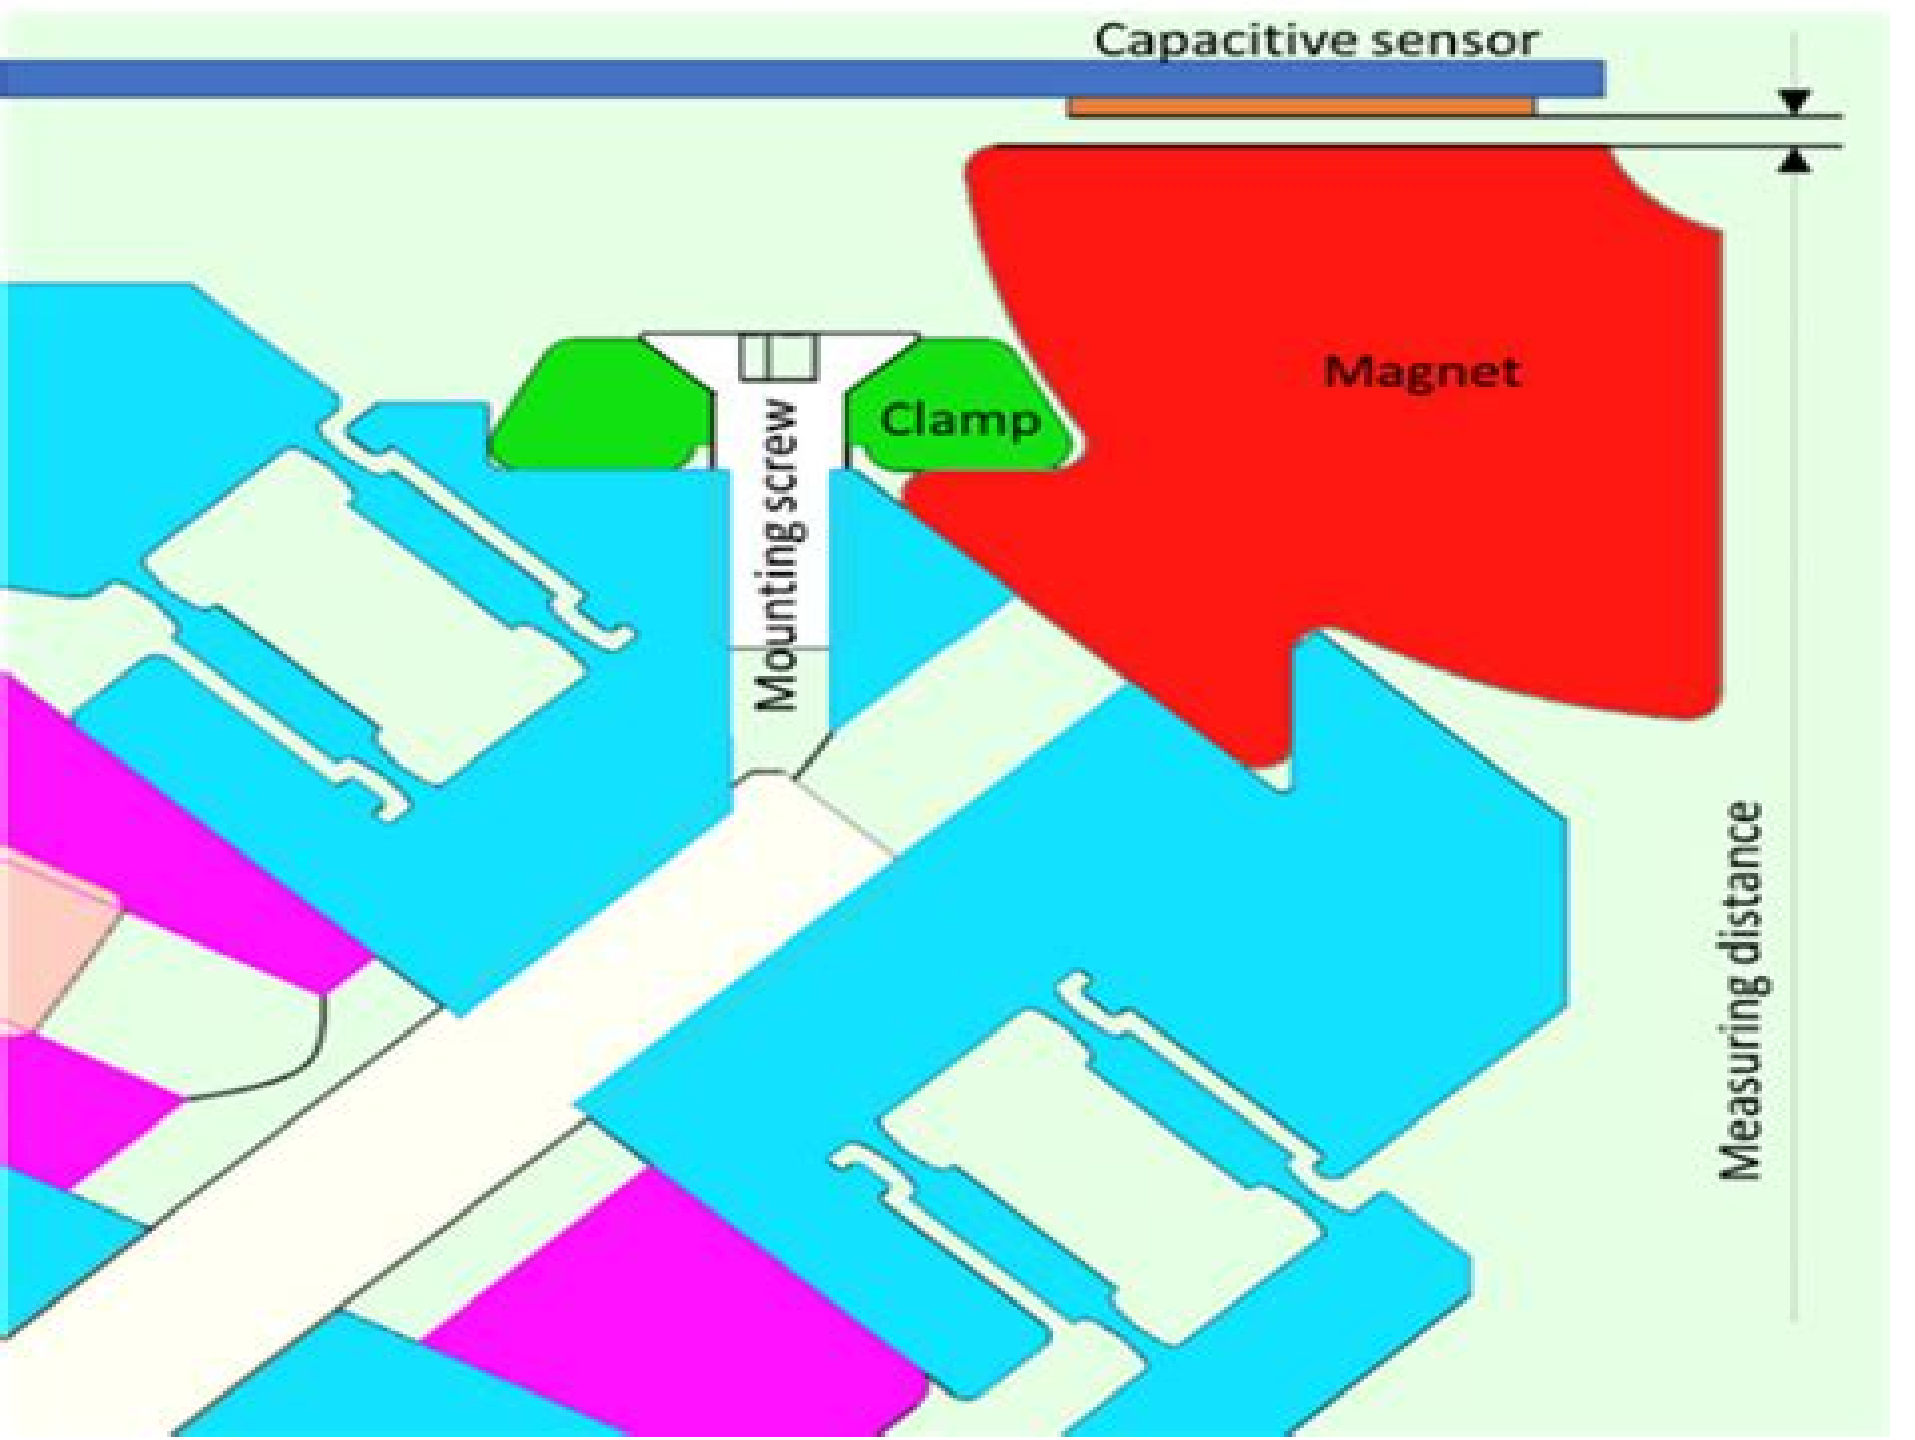 Capacitive sensor
Magnet
Clamp
Mounting screw
Measuring distance